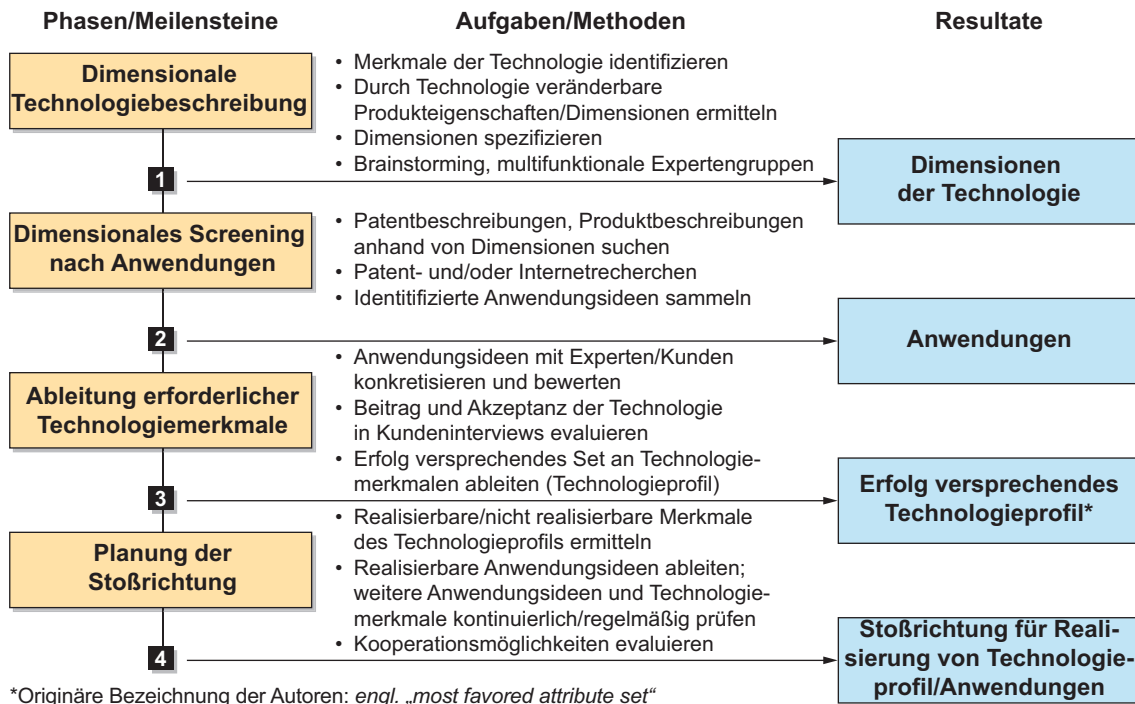 Phasen/Meilensteine
Aufgaben/Methoden
Resultate
Dimensionale
Technologiebeschreibung
• Merkmale der Technologie identifizieren
• Durch Technologie veränderbare
Produkteigenschaften/Dimensionen ermitteln
• Dimensionen spezifizieren
• Brainstorming, multifunktionale Expertengruppen
1
Dimensionen
der Technologie
Dimensionales Screening
nach Anwendungen
• Patentbeschreibungen, Produktbeschreibungen
anhand von Dimensionen suchen
• Patent- und/oder Internetrecherchen
• Identitifizierte Anwendungsideen sammeln
2
Anwendungen
Ableitung erforderlicher
Technologiemerkmale
• Anwendungsideen mit Experten/Kunden
konkretisieren und bewerten
• Beitrag und Akzeptanz der Technologie
in Kundeninterviews evaluieren
• Erfolg versprechendes Set an Technologie-
merkmalen ableiten (Technologieprofil)
3
Erfolg versprechendes
Technologieprofil*
Planung der
Stoßrichtung
• Realisierbare/nicht realisierbare Merkmale
des Technologieprofils ermitteln
• Realisierbare Anwendungsideen ableiten;
weitere Anwendungsideen und Technologie-
merkmale kontinuierlich/regelmäßig prüfen
• Kooperationsmöglichkeiten evaluieren
4
Stoßrichtung für Reali-
sierung von Technologie-
profil/Anwendungen
*Originäre Bezeichnung der Autoren: engl. „most favored attribute set“